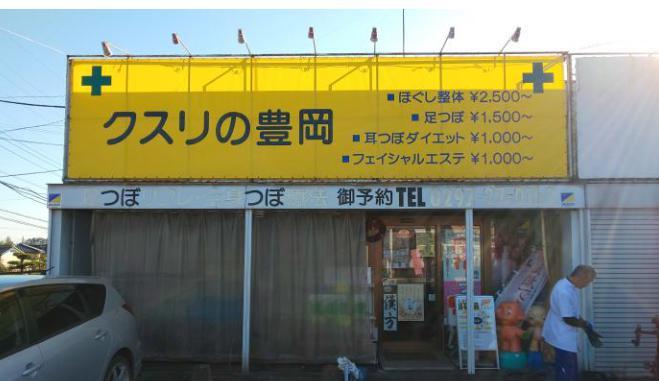 クスリの豊岡
■ほぐし整体 ¥2,500~
■足つぼ ¥1,500~
■耳つぼダイエット ¥1,000~
■フェイシャルエステ ¥1,000~
つぼ つぼ 御予約TEL
漢方